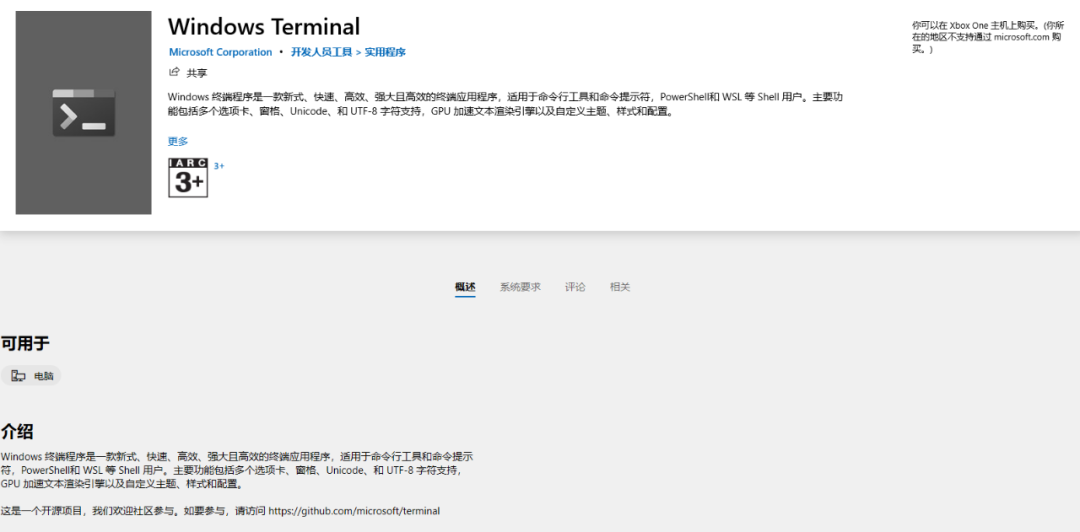 Windows Terminal
Microsoft Corporation • 开发人员工具 > 实用程序
共享
Windows 终端程序是一款新式、快速、高效、强大且高效的终端应用程序，适用于命令行工具和命令提示符，PowerShell和 WSL 等 Shell 用户。主要功
能包括多个选项卡、窗格、Unicode、和 UTF-8 字符支持，GPU 加速文本渲染引擎以及自定义主题、样式和配置。
更多
IARC
3+
3+
你可以在 Xbox One 主机上购买。(你所
在的地区不支持通过 microsoft.com 购
买。)
概述 系统要求 评论 相关
可用于
电脑
介绍
Windows 终端程序是一款新式、快速、高效、强大且高效的终端应用程序，适用于命令行工具和命令提示
符，PowerShell和 WSL 等 Shell 用户。主要功能包括多个选项卡、窗格、Unicode、和 UTF-8 字符支持，
GPU 加速文本渲染引擎以及自定义主题、样式和配置。
这是一个开源项目，我们欢迎社区参与。如要参与，请访问 https://github.com/microsoft/terminal